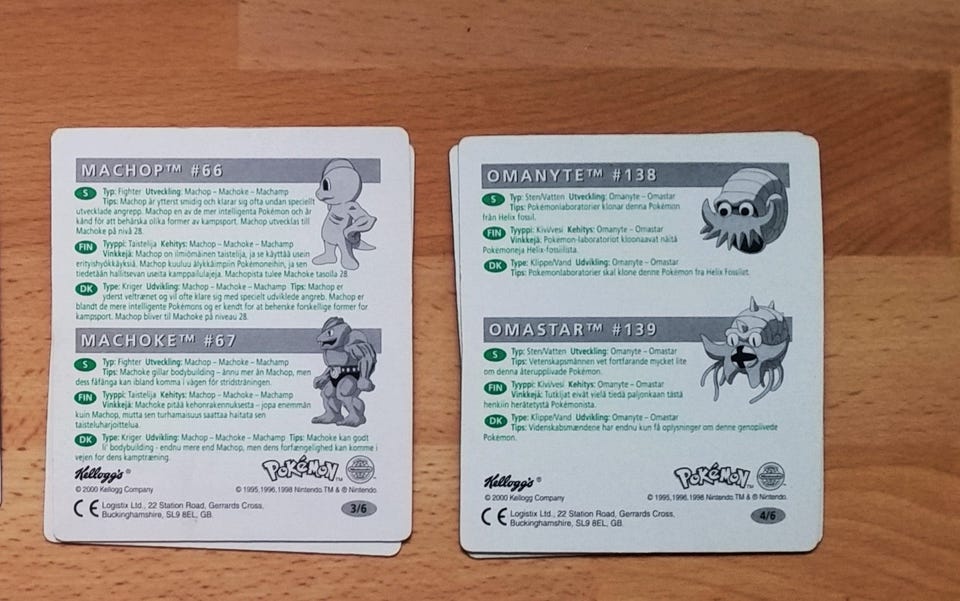 MACHOP™ #66
S Typ: Fighter Utveckling: Machop – Machoke – Machamp
Tips: Machop är ytterst smidig och klarar sig ofta undan speciellt
utvecklade angrepp. Machop en av de mer intelligenta Pokémon och är
känd för att behärska olika former av kampsport. Machop utvecklas till
Machoke på nivå 28.
FIN Tyyppi: Taistelija Kehitys: Machop – Machoke – Machamp
Vinkkejä: Machop on ilmiömäinen taistelija, ja se käyttää usein
erityishyökkäyksiä. Machop kuuluu älykkäimpiin Pokémoneihin, ja sen
tiedetään hallitsevan useita kamppailulajeja. Machopista tulee Machoke tasolla 28.
DK Type: Kriger Udvikling: Machop – Machoke – Machamp Tips: Machop er
yderst veltrænet og vil ofte klare sig med specielt udviklede angreb. Machop er
blandt de mere intelligente Pokémons og er kendt for at beherske forskellige former for
kampsport. Machop bliver til Machoke på niveau 28.
MACHOKE™ #67
S Typ: Fighter Utveckling: Machop – Machoke – Machamp
Tips: Machoke gillar bodybuilding – ännu mer än Machop, men
dess fåfänga kan ibland komma i vägen för stridsträningen.
FIN Tyyppi: Taistelija Kehitys: Machop – Machoke – Machamp
Vinkkejä: Machoke pitää kehonrakennuksesta – jopa enemmän
kuin Machop, mutta sen turhamaisuus saattaa haitata sen
taisteluharjoittelua.
DK Type: Kriger Udvikling: Machop – Machoke – Machamp Tips: Machoke kan godt
li' bodybuilding - endnu mere end Machop, men dens forfængelighed kan komme i
vejen for dens kamptræning.
Kellogg's® POKéMON™
© 2000 Kellogg Company © 1995,1996,1998 Nintendo.TM & ® Nintendo.
CE Logistix Ltd., 22 Station Road, Gerrards Cross,
Buckinghamshire, SL9 8EL, GB. 3/6
OMANYTE™ #138
S Typ: Sten/Vatten Utveckling: Omanyte – Omastar
Tips: Pokémonlaboratorier klonar denna Pokémon
från Helix fossil.
FIN Tyyppi: Kivi/vesi Kehitys: Omanyte – Omastar
Vinkkejä: Pokemon-laboratoriot kloonaavat näitä
Pokémoneja Helix-fossiilista.
DK Type: Klippe/Vand Udvikling: Omanyte – Omastar
Tips: Pokemonlaboratorier skal klone denne Pokémon fra Helix Fossilet.
OMASTAR™ #139
S Typ: Sten/Vatten Utveckling: Omanyte – Omastar
Tips: Vetenskapsmännen vet fortfarande mycket lite
om denna återupplivade Pokémon.
FIN Tyyppi: Kivi/vesi Kehitys: Omanyte – Omastar
Vinkkejä: Tutkijat eivät vielä tiedä paljonkaan tästä
henkiin herätetystä Pokémonista.
DK Type: Klippe/Vand Udvikling: Omanyte – Omastar
Tips: Videnskabsmændene har endnu kun få oplysninger om denne genoplivede
Pokémon.
Kellogg's® POKéMON™
© 2000 Kellogg Company © 1995,1996,1998 Nintendo.TM & ® Nintendo.
CE Logistix Ltd., 22 Station Road, Gerrards Cross,
Buckinghamshire, SL9 8EL, GB. 4/6